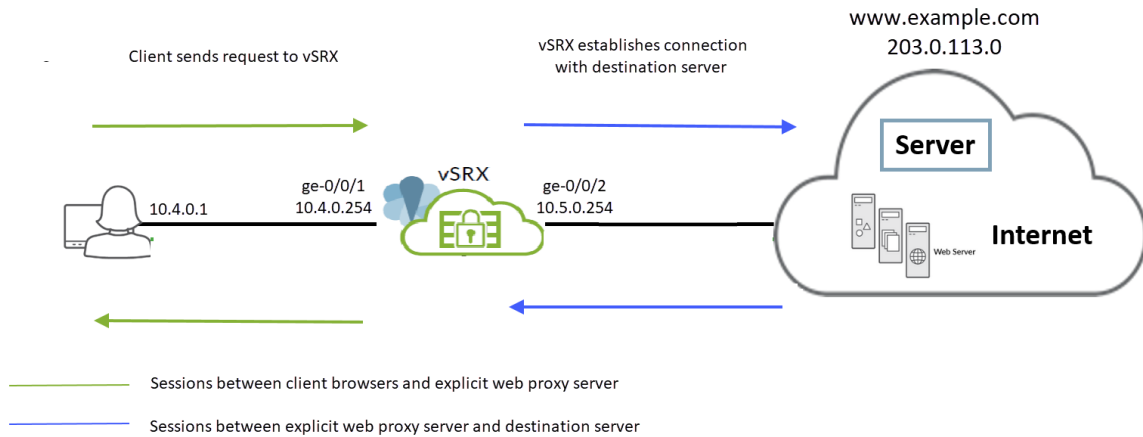 www.example.com
203.0.113.0
Client sends request to vSRX
vSRX establishes connection
with destination server
Server
vSRX
ge-0/0/1
10.4.0.254
ge-0/0/2
10.5.0.254
10.4.0.1
Internet
Web Server
Sessions between client browsers and explicit web proxy server
Sessions between explicit web proxy server and destination server